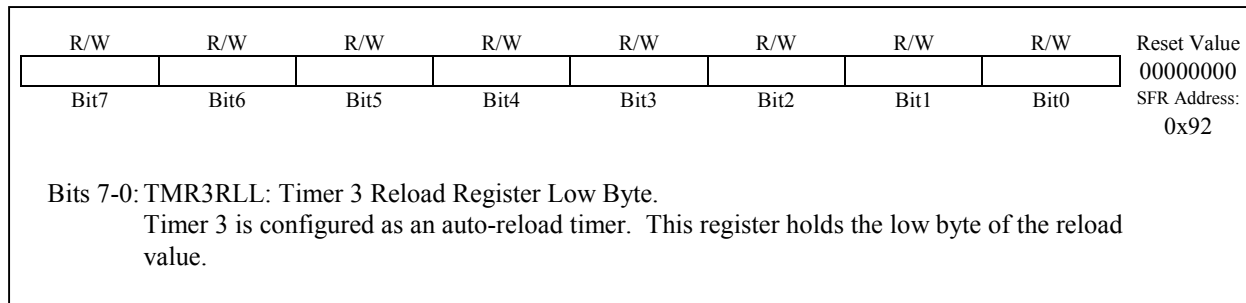 R/W R/W R/W R/W R/W R/W R/W R/W Reset Value
00000000
Bit7 Bit6 Bit5 Bit4 Bit3 Bit2 Bit1 Bit0 SFR Address:
0x92
Bits 7-0: TMR3RLL: Timer 3 Reload Register Low Byte.
Timer 3 is configured as an auto-reload timer. This register holds the low byte of the reload
value.